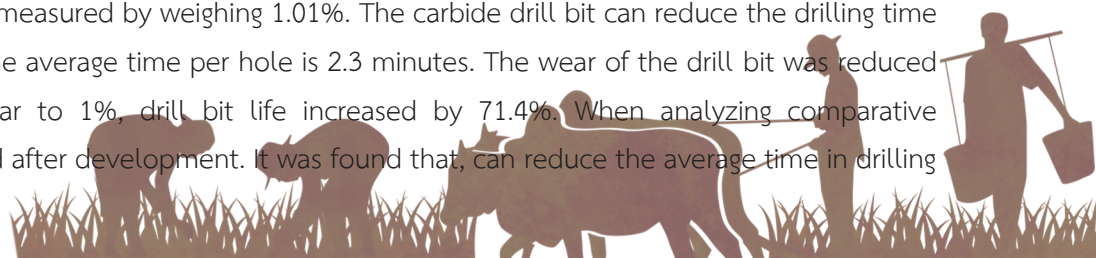 measured by weighing 1.01%. The carbide drill bit can reduce the drilling time
average time per hole is 2.3 minutes. The wear of the drill bit was reduced
to 1%, drill bit life increased by 71.4%. When analyzing comparative
after development. It was found that, can reduce the average time in drilling